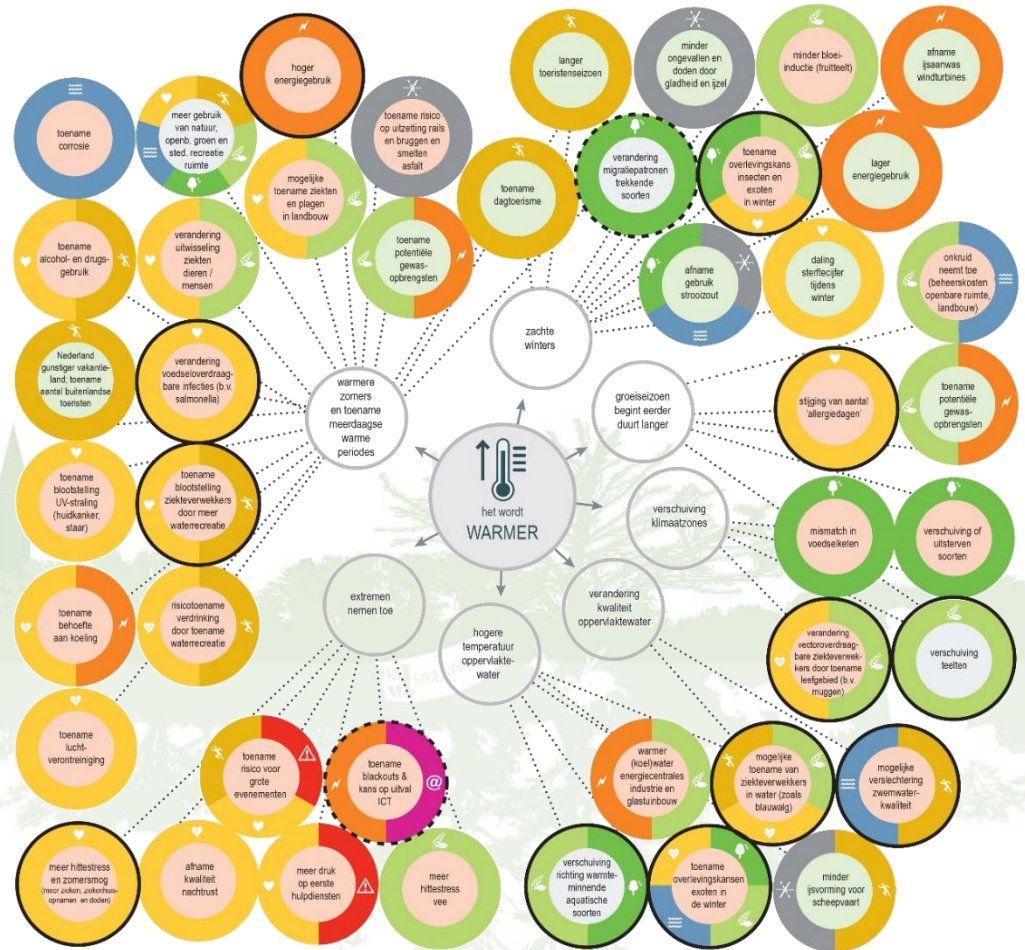 hoger
energiegebruik
langer
toeristenseizoen
minder
ongevallen en
doden door
gladheid en ijzel
minder bloei-
inductie (fruitteelt)
afname
ijsaanwas
windturbines
toename
corrosie
meer gebruik
van natuur,
openb. groen en
sted. recreatie
ruimte
toename risico
op uitzetting rails
en bruggen en
smelten
asfalt
mogelijke
toename ziekten
en plagen
in landbouw
toename
dagtoerisme
verandering
migratiepatronen
trekkende
soorten
toename
overlevingskans
insecten en
exoten
in winter
lager
energiegebruik
toename
alcohol- en drugs-
gebruik
verandering
uitwisseling
ziekten
dieren /
mensen
toename
potentiële
gewas-
opbrengsten
afname
gebruik
strooizout
daling
sterftecijfer
tijdens
winter
onkruid
neemt toe
(beheerskosten
openbare ruimte,
landbouw)
zachte
winters
Nederland
gunstiger vakantie-
land; toename
aantal buitenlandse
toeristen
verandering
voedseloverdraag-
bare infecties (b.v.
salmonella)
warmere
zomers
en toename
meerdaagse
warme
periodes
groeiseizoen
begint eerder
duurt langer
stijging van aantal
'allergiedagen'
toename
potentiële
gewas-
opbrengsten
toename
blootstelling
UV-straling
(huidkanker,
staar)
toename
blootstelling
ziekteverwekkers
door meer
waterrecreatie
het wordt
WARMER
verschuiving
klimaatzones
mismatch in
voedselketen
verschuiving of
uitsterven
soorten
toename
behoefte
aan koeling
risicotoename
verdrinking
door toename
waterrecreatie
extremen
nemen toe
hogere
temperatuur
oppervlakte-
water
verandering
kwaliteit
oppervlaktewater
verandering
vectoroverdraag-
bare ziekteverwek-
kers door toename
leefgebied (b.v.
muggen)
verschuiving
teelten
toename
lucht-
verontreiniging
toename
risico voor
grote
evenementen
toename
blackouts &
kans op uitval
ICT
@
warmer
(koel)water
energiecentrales
industrie en
glastuinbouw
mogelijke
toename van
ziekteverwekkers
in water (zoals
blauwalg)
mogelijke
verslechtering
zwemwater-
kwaliteit
meer hittestress
en zomersmog
(meer zieken, ziekenhuis-
opnamen en doden)
afname
kwaliteit
nachtrust
meer druk
op eerste
hulpdiensten
meer
hittestress
vee
verschuiving
richting warmte-
minnende
aquatische
soorten
toename
overlevingskansen
exoten in
de winter
minder
ijsvorming voor
scheepvaart